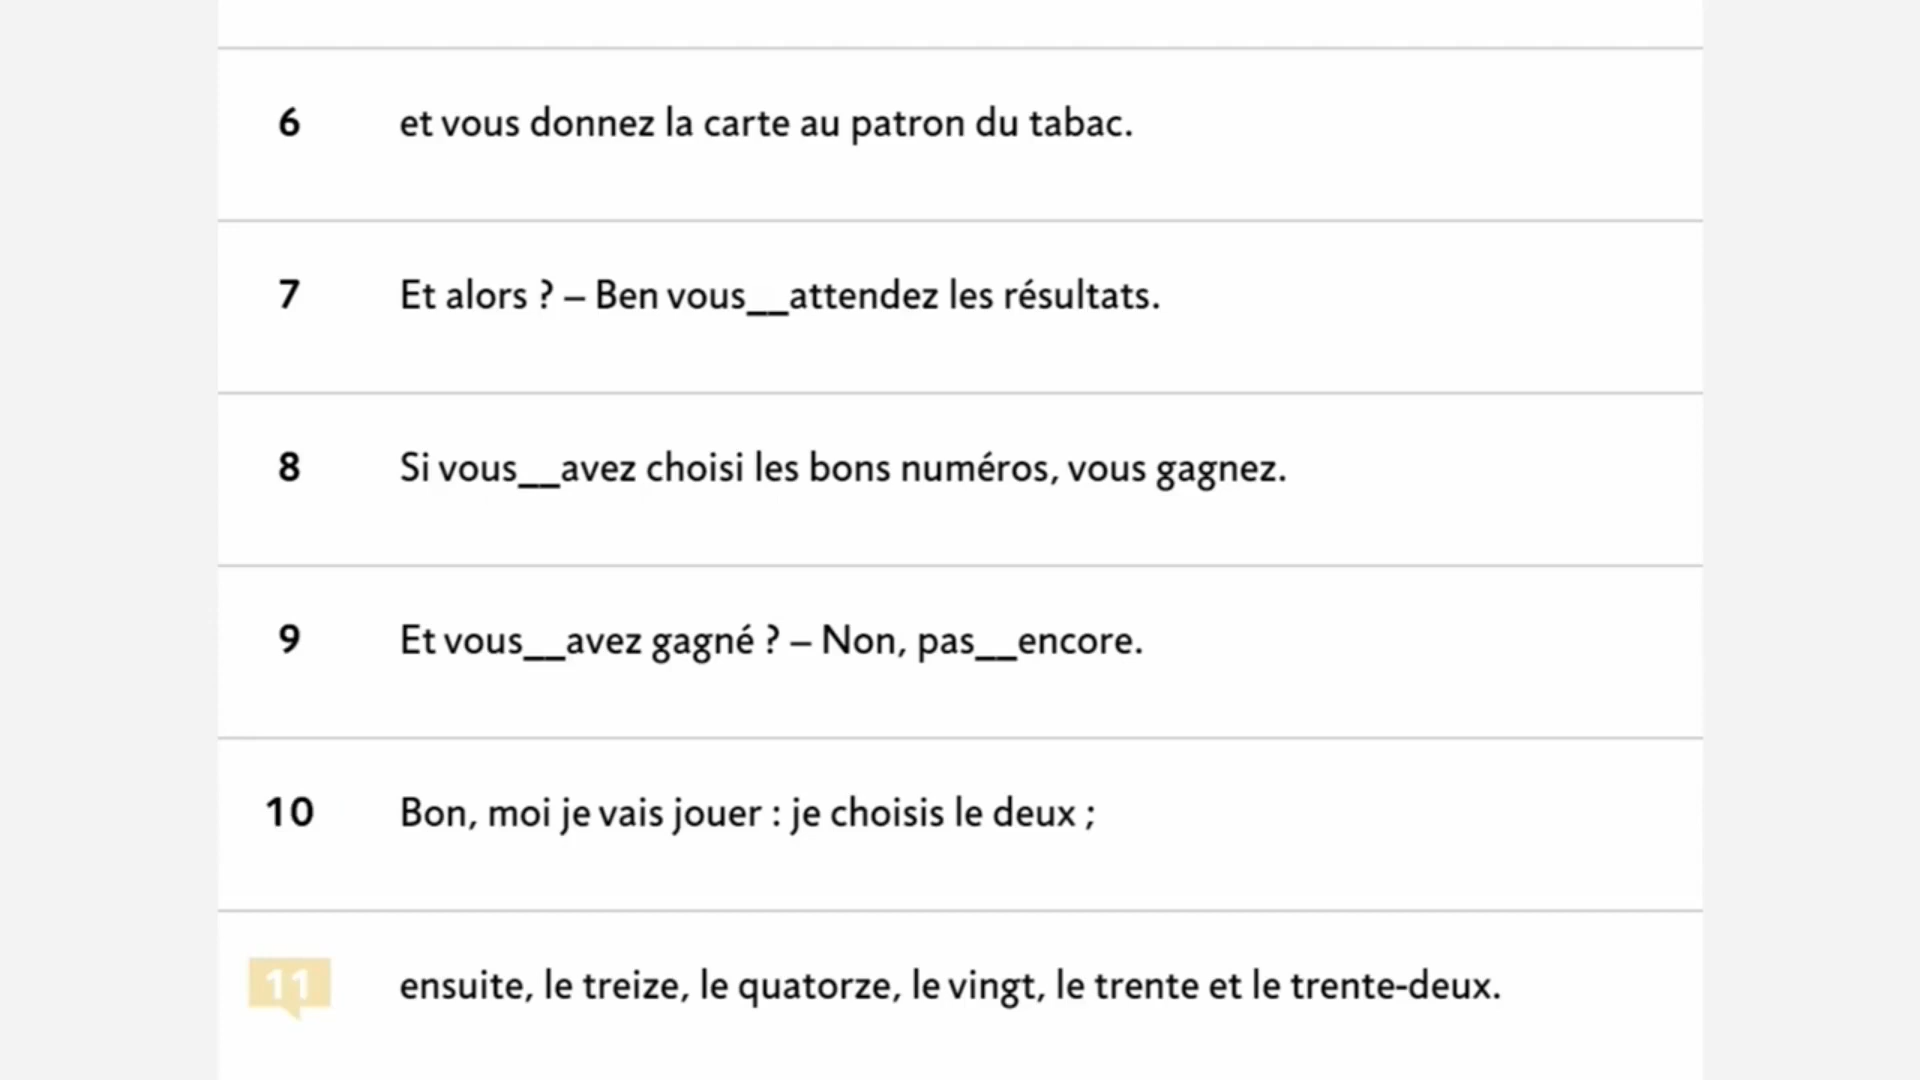 6 et vous donnez la carte au patron du tabac.
7 Et alors ? – Ben vous__attendez les résultats.
8 Si vous__avez choisi les bons numéros, vous gagnez.
9 Et vous__avez gagné ? – Non, pas__encore.
10 Bon, moi je vais jouer : je choisis le deux ;
11 ensuite, le treize, le quatorze, le vingt, le trente et le trente-deux.